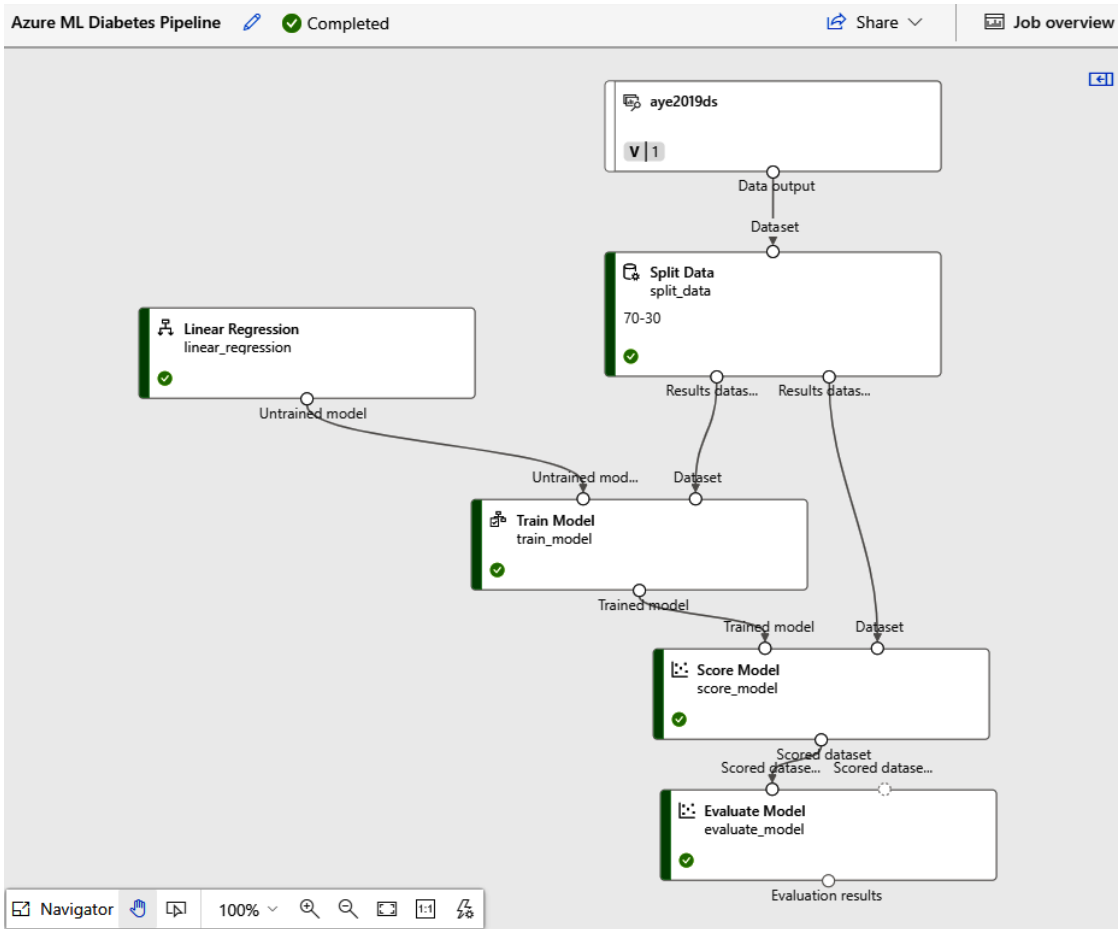 Azure ML Diabetes Pipeline
Completed
Share
Job overview
aye2019ds
V 1
Data output
Dataset
Split Data
split_data
70-30
Results datas...
Results datas...
Linear Regression
linear_regression
Untrained model
Untrained mod...
Dataset
Train Model
train_model
Trained model
Trained model
Dataset
Score Model
score_model
Scored dataset
Scored datase...
Scored datase...
Evaluate Model
evaluate_model
Evaluation results
Navigator
100%
1:1